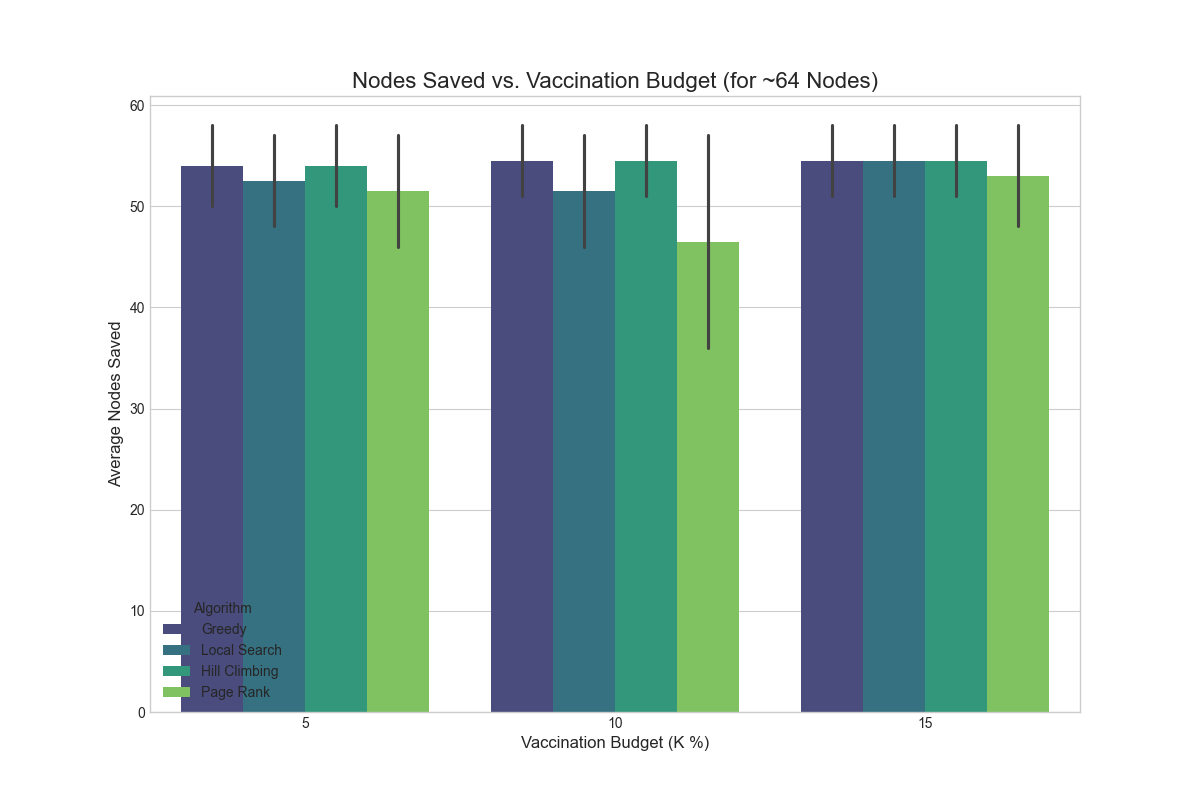 Nodes Saved vs. Vaccination Budget (for ~64 Nodes)
Average Nodes Saved
60
50
40
30
20
10
0
Algorithm
Greedy
Local Search
Hill Climbing
Page Rank
5
10
15
Vaccination Budget (K %)